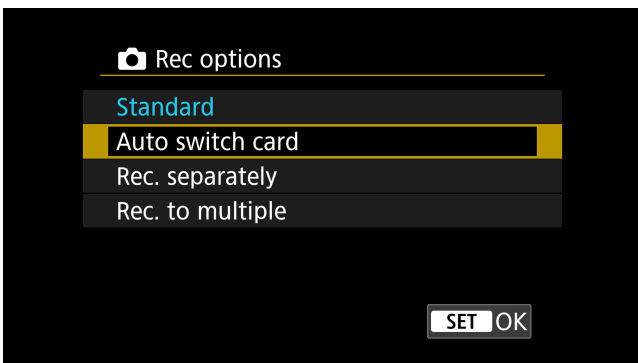 Rec options
Standard
Auto switch card
Rec. separately
Rec. to multiple
SET OK